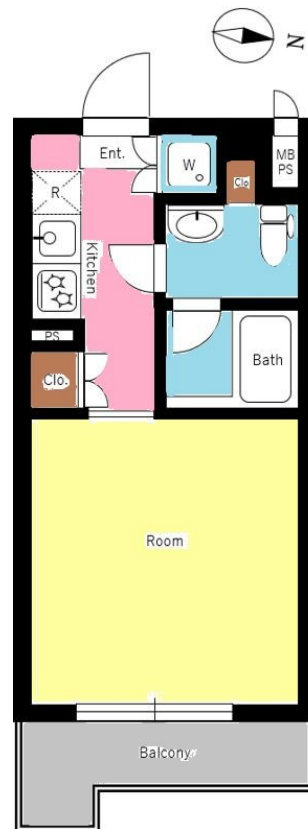 N
Ent.
MB
PS
W
R
Clo
Kitchen
PS
Clo.
Bath
Room
Balcony